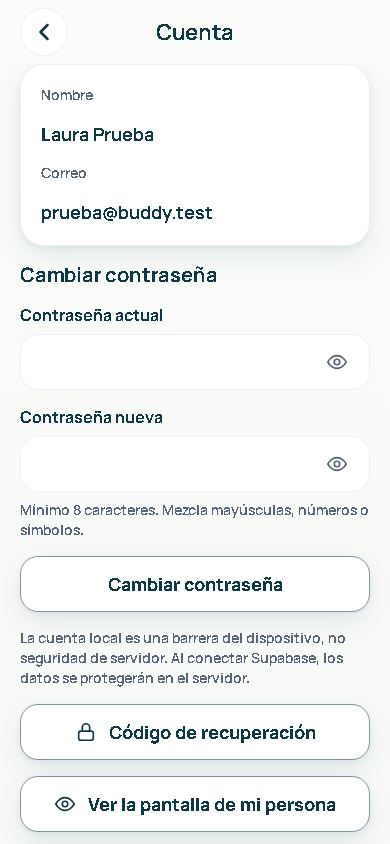 Cuenta
Nombre
Laura Prueba
Correo
prueba@buddy.test
Cambiar contraseña
Contraseña actual
Contraseña nueva
Mínimo 8 caracteres. Mezcla mayúsculas, números o
símbolos.
Cambiar contraseña
La cuenta local es una barrera del dispositivo, no
seguridad de servidor. Al conectar Supabase, los
datos se protegerán en el servidor.
Código de recuperación
Ver la pantalla de mi persona